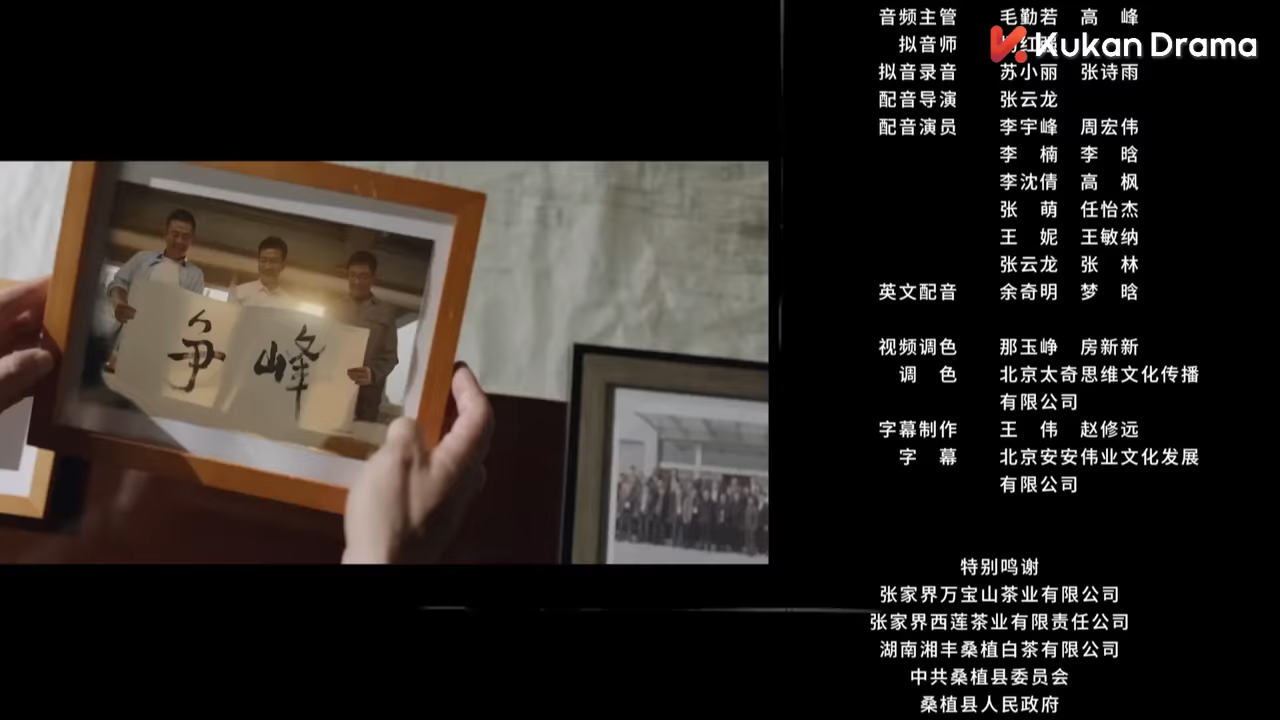 争峰
Kukan Drama
音频主管 毛勤若 高 峰
拟音师
拟音录音 苏小丽 张诗雨
配音导演 张云龙
配音演员 李宇峰 周宏伟
李 楠 李 晗
李沈倩 高 枫
张 萌 任怡杰
王 妮 王敏纳
张云龙 张 林
英文配音 余奇明 梦 晗
视频调色 那玉峥 房新新
调 色 北京太奇思维文化传播
有限公司
字幕制作 王 伟 赵修远
字 幕 北京安安伟业文化发展
有限公司
特别鸣谢
张家界万宝山茶业有限公司
张家界西莲茶业有限责任公司
湖南湘丰桑植白茶有限公司
中共桑植县委员会
桑植县人民政府